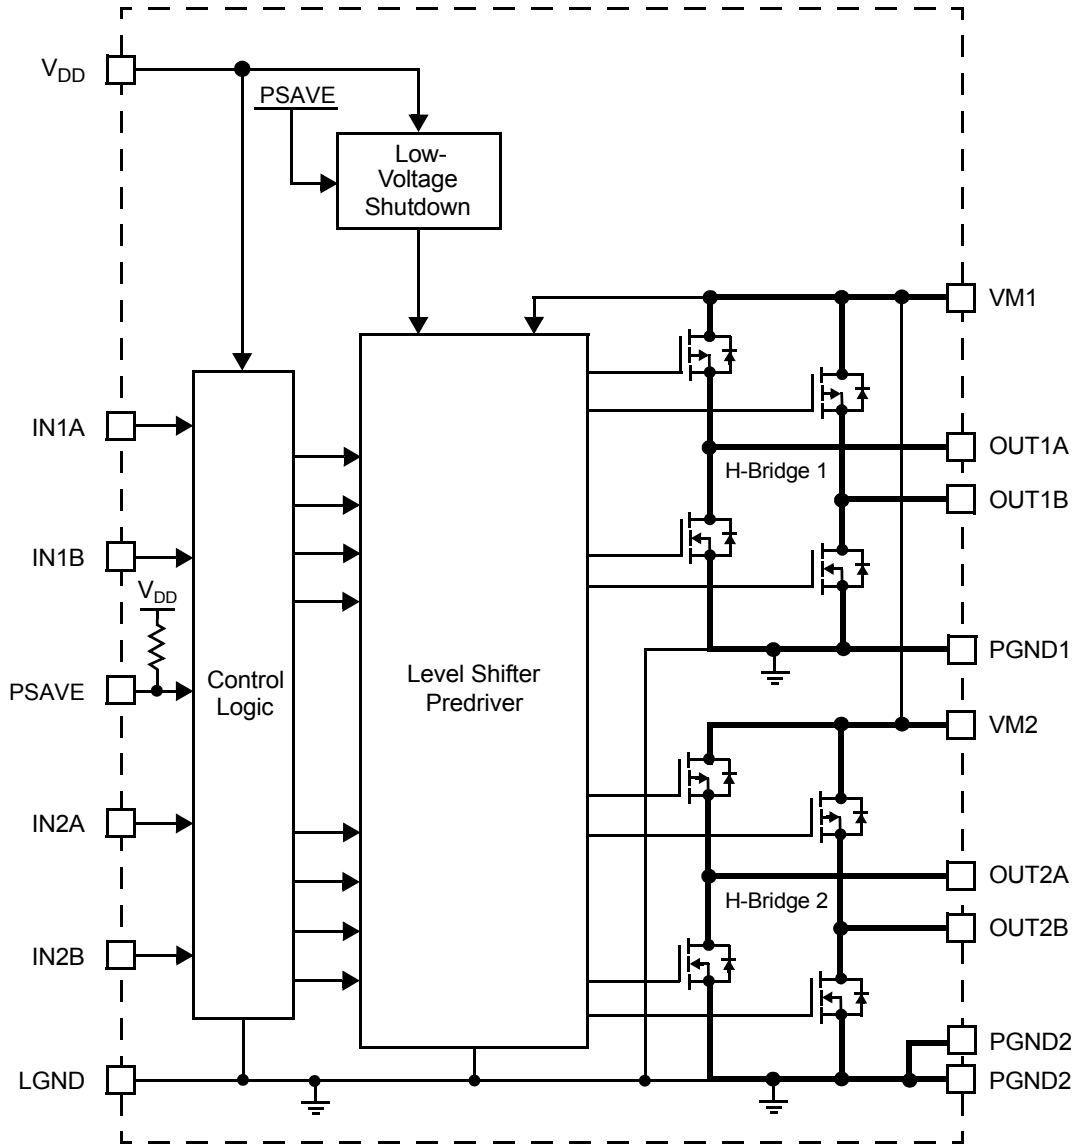 VDD
PSAVE
Low-
Voltage
Shutdown
VM1
IN1A
OUT1A
H-Bridge 1
OUT1B
IN1B
VDD
PGND1
PSAVE
Control
Logic
Level Shifter
Predriver
VM2
IN2A
OUT2A
H-Bridge 2
OUT2B
IN2B
PGND2
LGND
PGND2